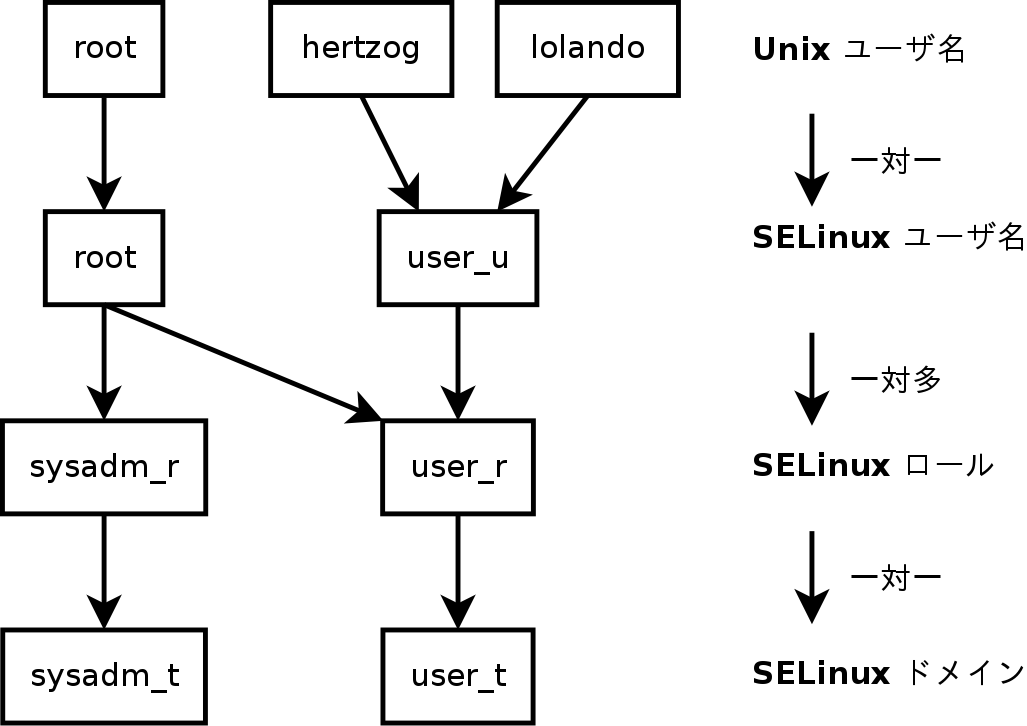 root
hertzog
lolando
Unix ユーザ名
一対一
root
user_u
SELinux ユーザ名
一対多
sysadm_r
user_r
SELinux ロール
一対一
sysadm_t
user_t
SELinux ドメイン